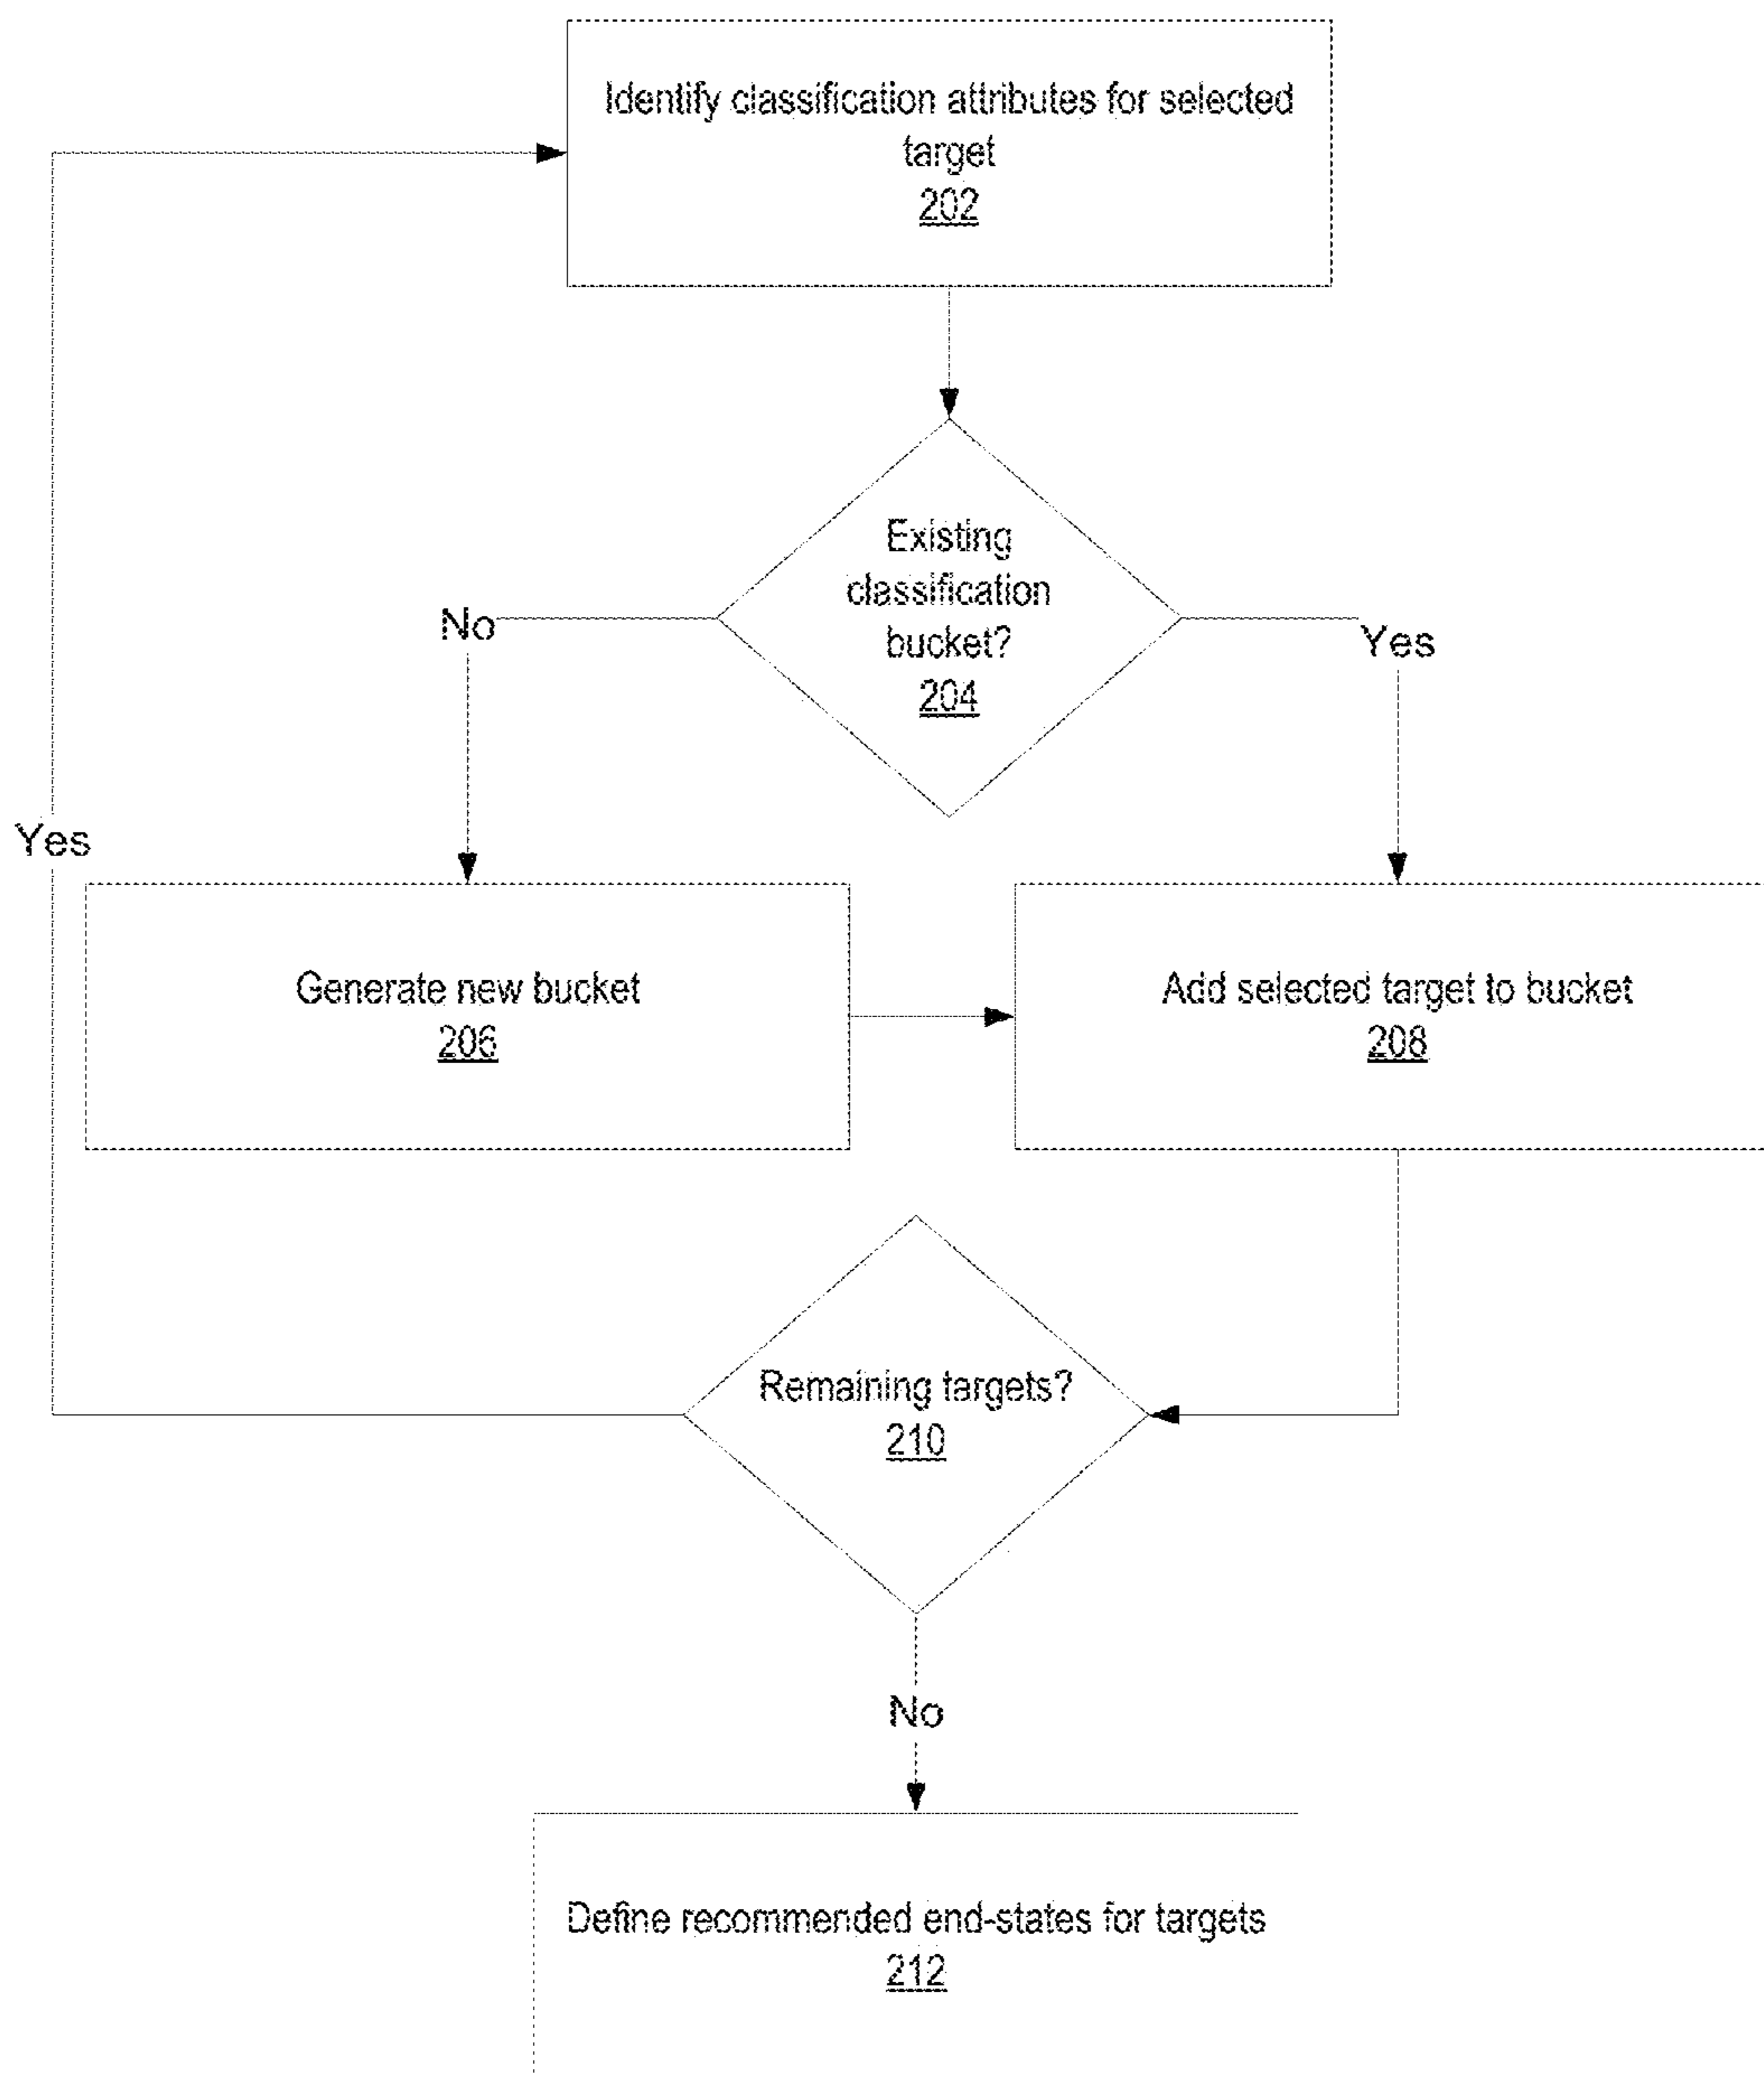 Identify classification attributes for selected
target
202
Existing
classification
bucket?
204
No
Yes
Yes
Generate new bucket
206
Add selected target to bucket
208
Remaining targets?
210
No
Define recommended end-states for targets
212